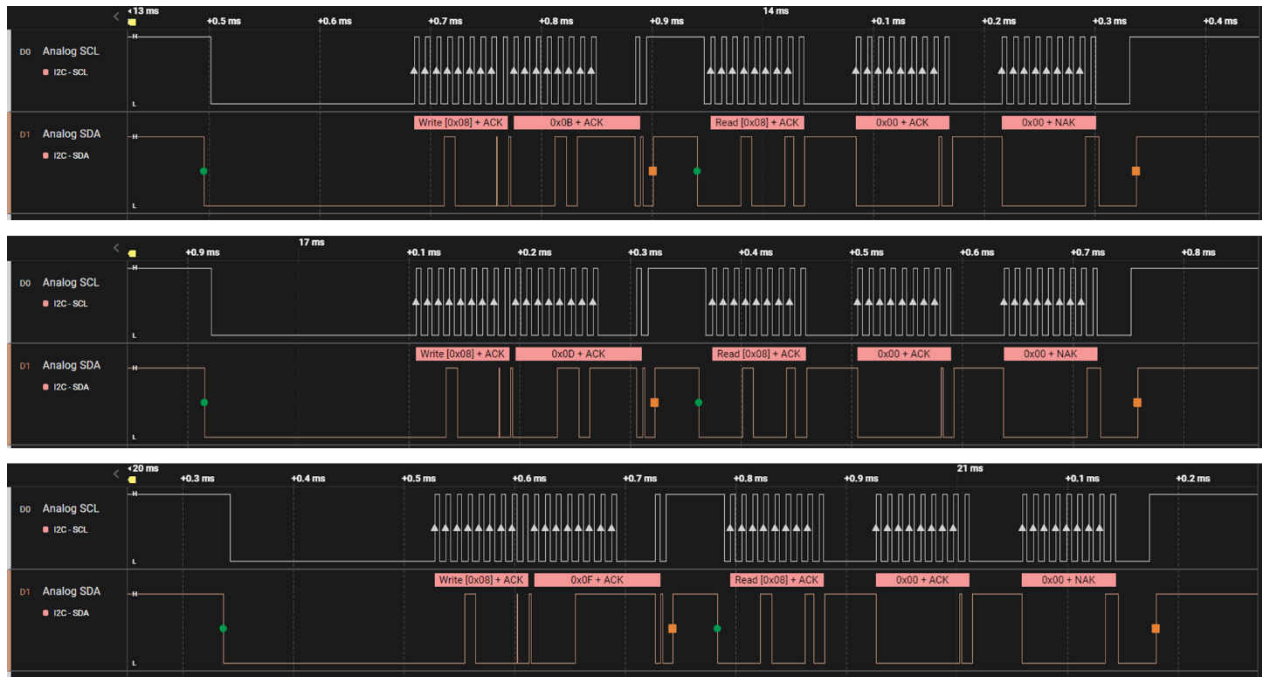 13 ms 14 ms
+0.5 ms +0.6 ms +0.7 ms +0.8 ms +0.9 ms +0.1 ms +0.2 ms +0.3 ms +0.4 ms
D0 Analog SCL H
I2C - SCL
L
Write [0x08] + ACK 0x0B + ACK Read [0x08] + ACK 0x00 + ACK 0x00 + NAK
D1 Analog SDA H
I2C - SDA
L
17 ms
+0.9 ms +0.1 ms +0.2 ms +0.3 ms +0.4 ms +0.5 ms +0.6 ms +0.7 ms +0.8 ms
D0 Analog SCL H
I2C - SCL
L
Write [0x08] + ACK 0x0D + ACK Read [0x08] + ACK 0x00 + ACK 0x00 + NAK
D1 Analog SDA H
I2C - SDA
L
20 ms 21 ms
+0.3 ms +0.4 ms +0.5 ms +0.6 ms +0.7 ms +0.8 ms +0.9 ms +0.1 ms +0.2 ms
D0 Analog SCL H
I2C - SCL
L
Write [0x08] + ACK 0x0F + ACK Read [0x08] + ACK 0x00 + ACK 0x00 + NAK
D1 Analog SDA H
I2C - SDA
L